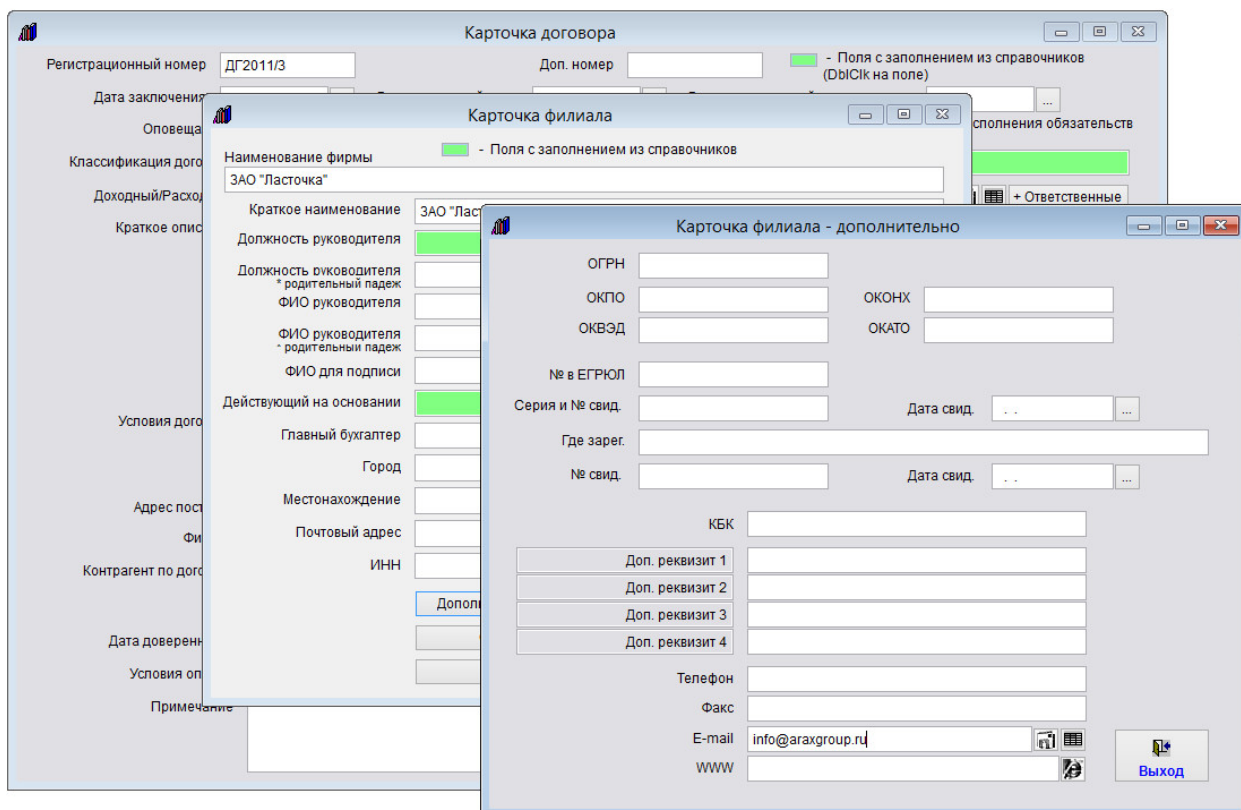 Карточка договора
Регистрационный номер ДГ2011/3 Доп. номер - Поля с заполнением из справочников
(DblClk на поле)
Дата заключения ...
Оповеща сполнения обязательств
Классификация дого
Доходный/Расход + Ответственные
Краткое опис
Условия дого
Адрес пост
Фи
Контрагент по дого
Дата доверенн
Условия оп
Примечание
Карточка филиала
Наименование фирмы - Поля с заполнением из справочников
ЗАО "Ласточка"
Краткое наименование ЗАО "Ласт
Должность руководителя
Должность руководителя
* родительный падеж
ФИО руководителя
ФИО руководителя
* родительный падеж
ФИО для подписи
Действующий на основании
Главный бухгалтер
Город
Местонахождение
Почтовый адрес
ИНН
Допол
Карточка филиала - дополнительно
ОГРН
ОКПО ОКОНХ
ОКВЭД ОКАТО
№ в ЕГРЮЛ
Серия и № свид. Дата свид. . . ...
Где зарег.
№ свид. Дата свид. . . ...
КБК
Доп. реквизит 1
Доп. реквизит 2
Доп. реквизит 3
Доп. реквизит 4
Телефон
Факс
E-mail info@araxgroup.ru
WWW
Выход